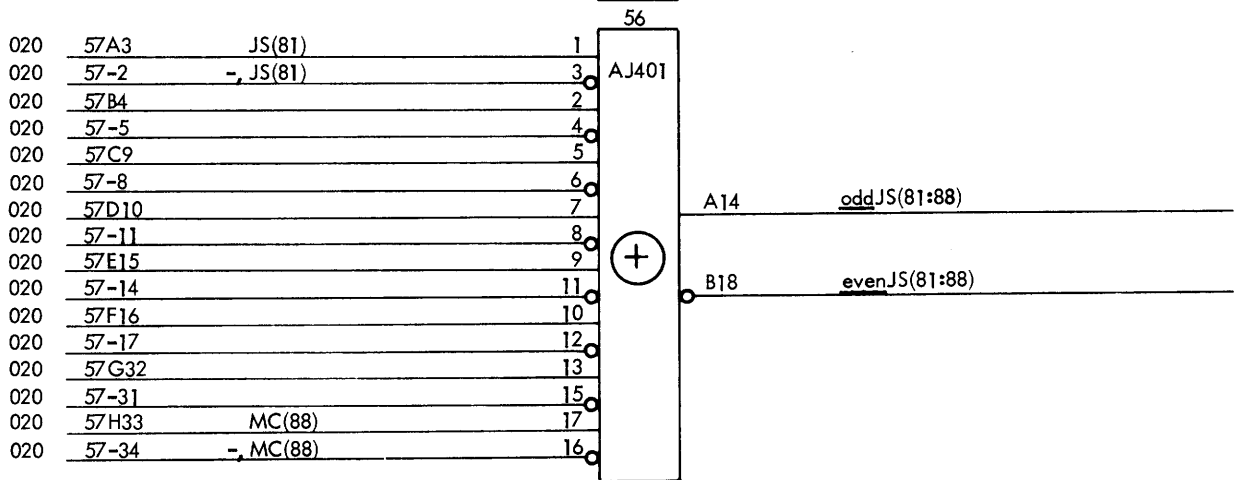 56
020 57A3 JS(81) 1
020 57-2 -, JS(81) 3 AJ401
020 57B4 2
020 57-5 4
020 57C9 5
020 57-8 6
020 57D10 7 A14 oddJS(81:88)
020 57-11 8
020 57E15 9 +
020 57-14 11 B18 evenJS(81:88)
020 57F16 10
020 57-17 12
020 57G32 13
020 57-31 15
020 57H33 MC(88) 17
020 57-34 -, MC(88) 16